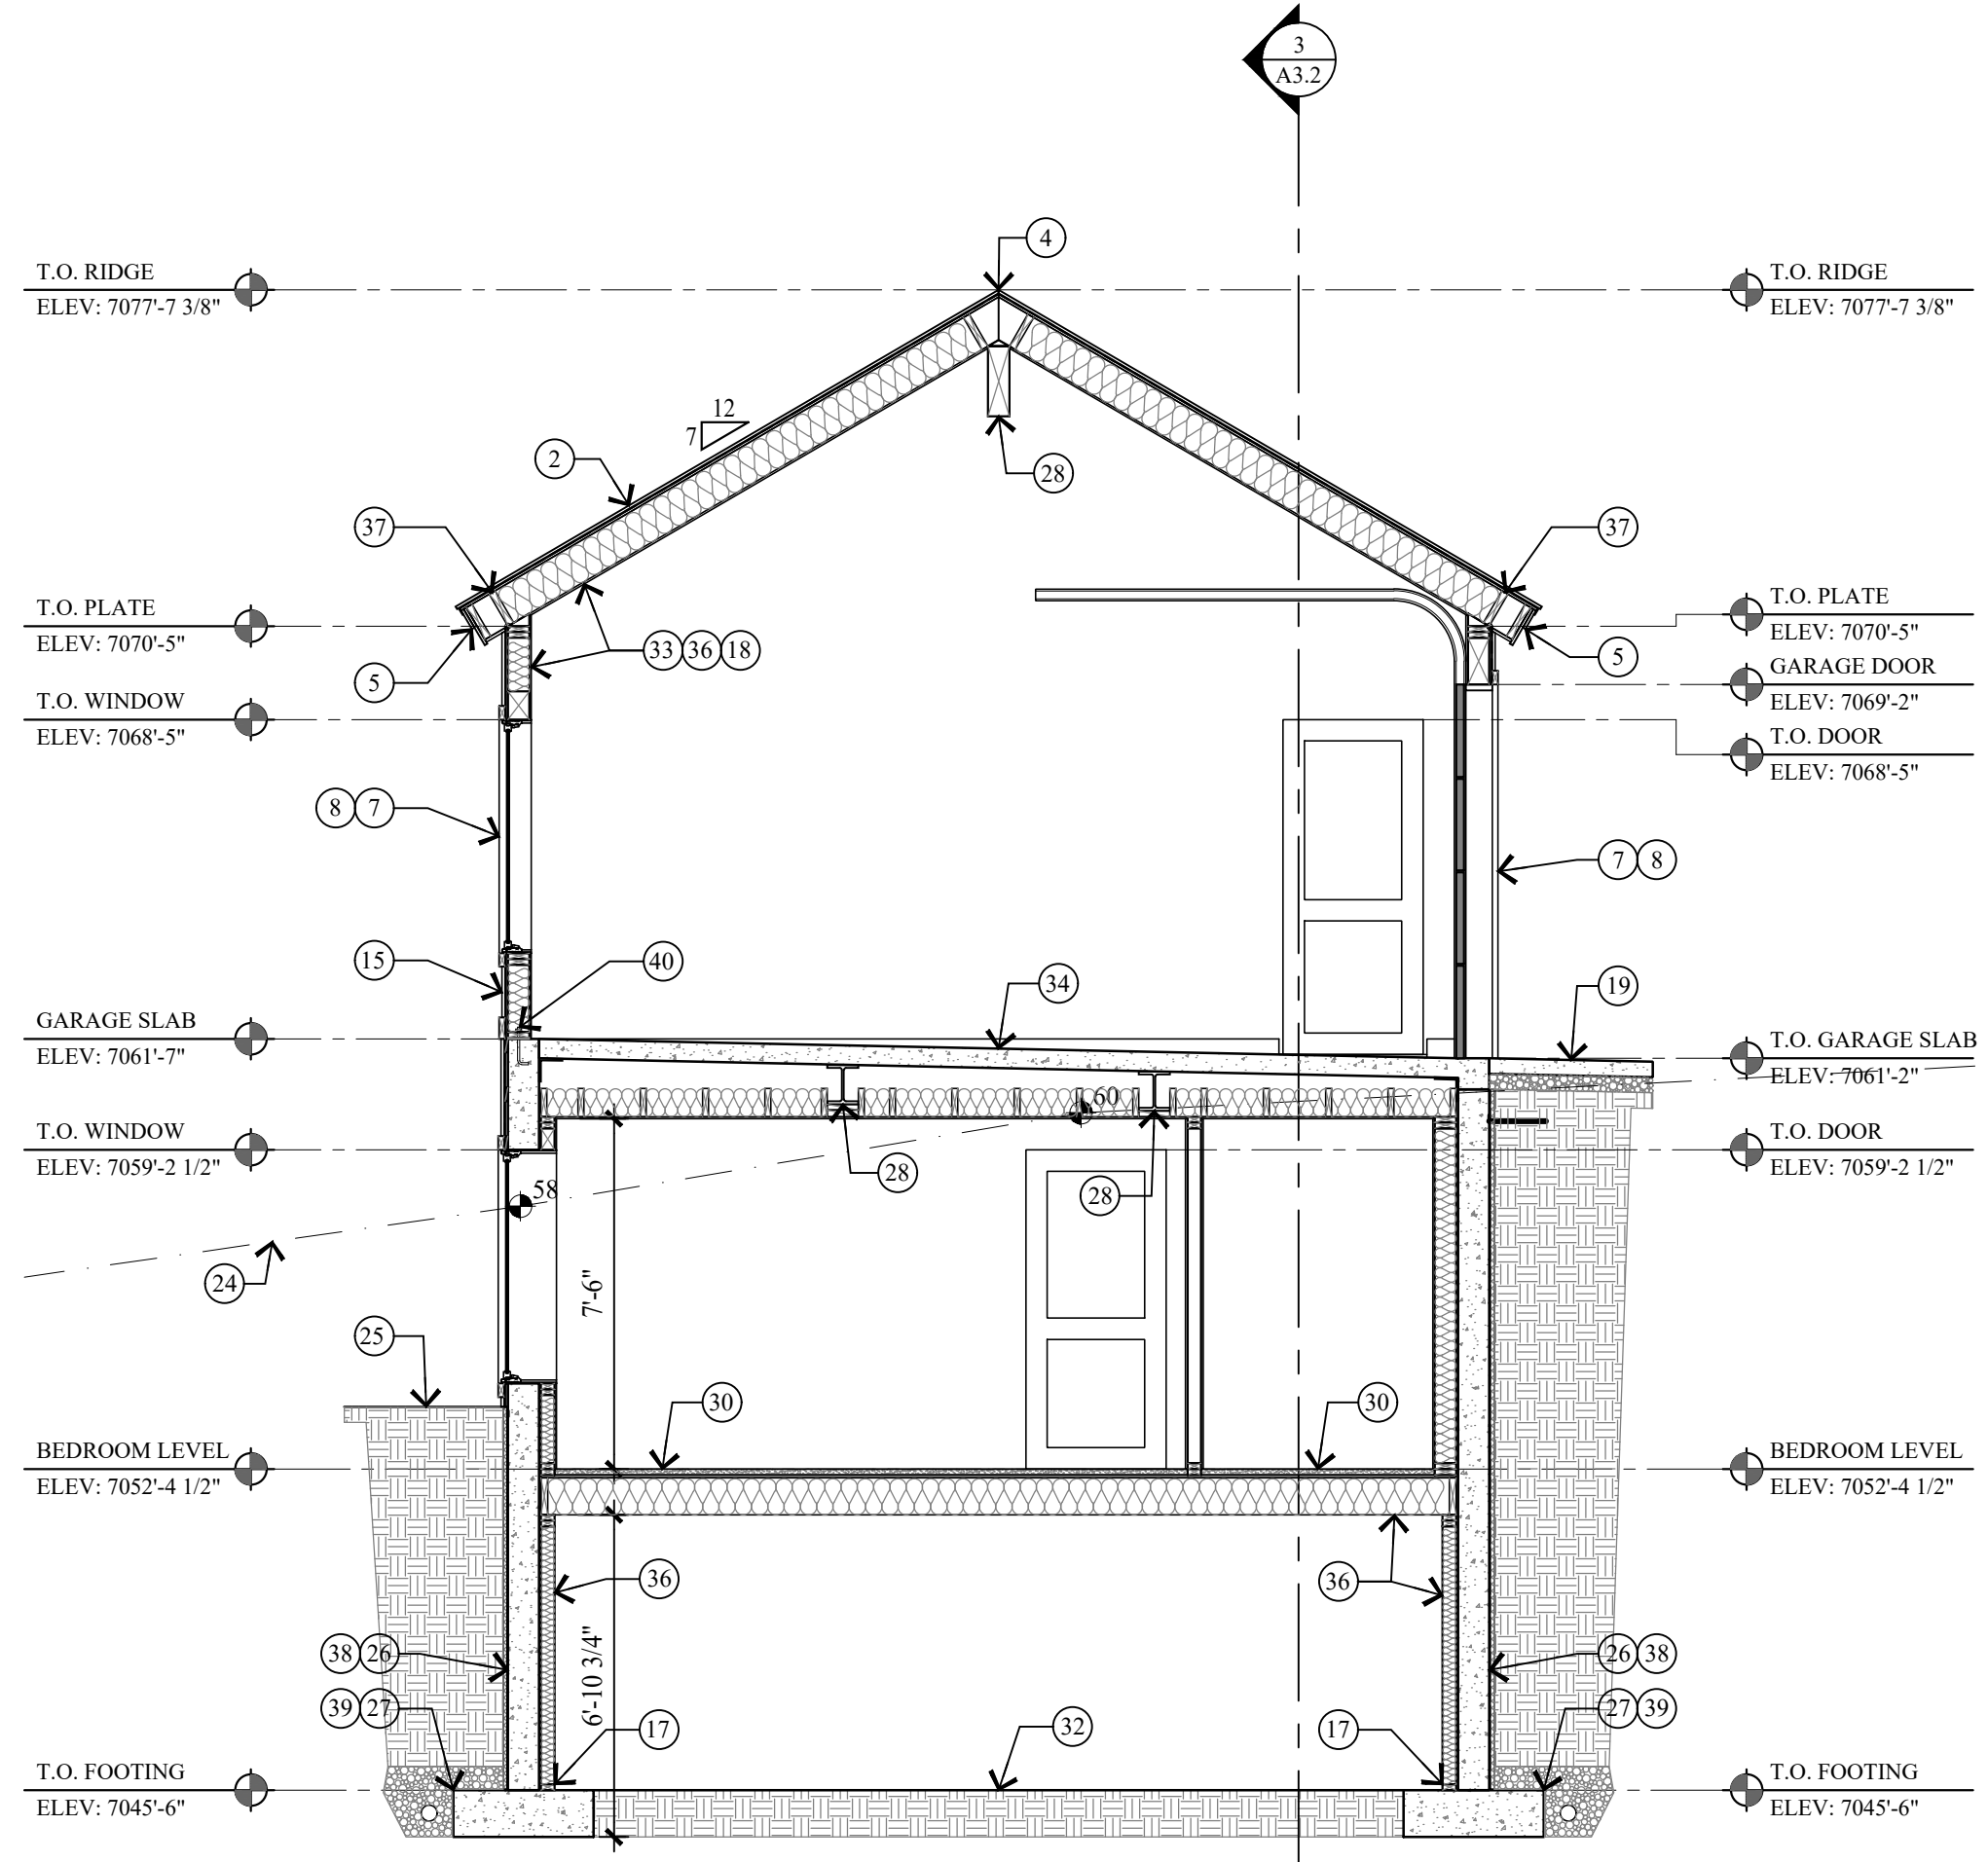 3
A3.2
4
T.O. RIDGE
ELEV: 7077'-7 3/8"
T.O. RIDGE
ELEV: 7077'-7 3/8"
12
7
2
28
37
37
T.O. PLATE
ELEV: 7070'-5"
T.O. PLATE
ELEV: 7070'-5"
33 36 18
5
5
GARAGE DOOR
ELEV: 7069'-2"
T.O. WINDOW
ELEV: 7068'-5"
T.O. DOOR
ELEV: 7068'-5"
8 7
7 8
15
40
34
19
GARAGE SLAB
ELEV: 7061'-7"
T.O. GARAGE SLAB
ELEV: 7061'-2"
60
T.O. WINDOW
ELEV: 7059'-2 1/2"
T.O. DOOR
ELEV: 7059'-2 1/2"
28
28
58
24
7'-6"
25
30
30
BEDROOM LEVEL
ELEV: 7052'-4 1/2"
BEDROOM LEVEL
ELEV: 7052'-4 1/2"
36
36
38 26
26 38
6'-10 3/4"
39 27
27 39
17
32
17
T.O. FOOTING
ELEV: 7045'-6"
T.O. FOOTING
ELEV: 7045'-6"